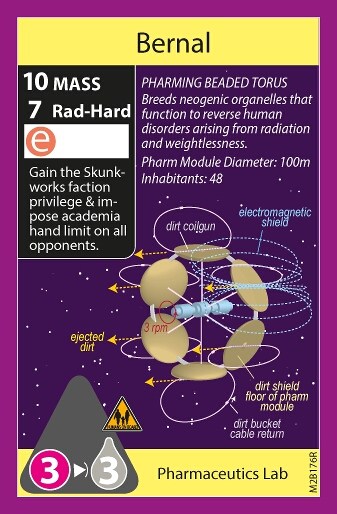 Bernal
10 MASS
7 Rad-Hard
e
Gain the Skunk-
works faction
privilege & im-
pose academia
hand limit on all
opponents.
PHARMING BEADED TORUS
Breeds neogenic organelles that
function to reverse human
disorders arising from radiation
and weightlessness.
Pharm Module Diameter: 100m
Inhabitants: 48
dirt coilgun
electromagnetic
shield
3 rpm
ejected
dirt
dirt shield
floor of pharm
module
dirt bucket
cable return
3
3
Pharmaceutics Lab
M2B176R